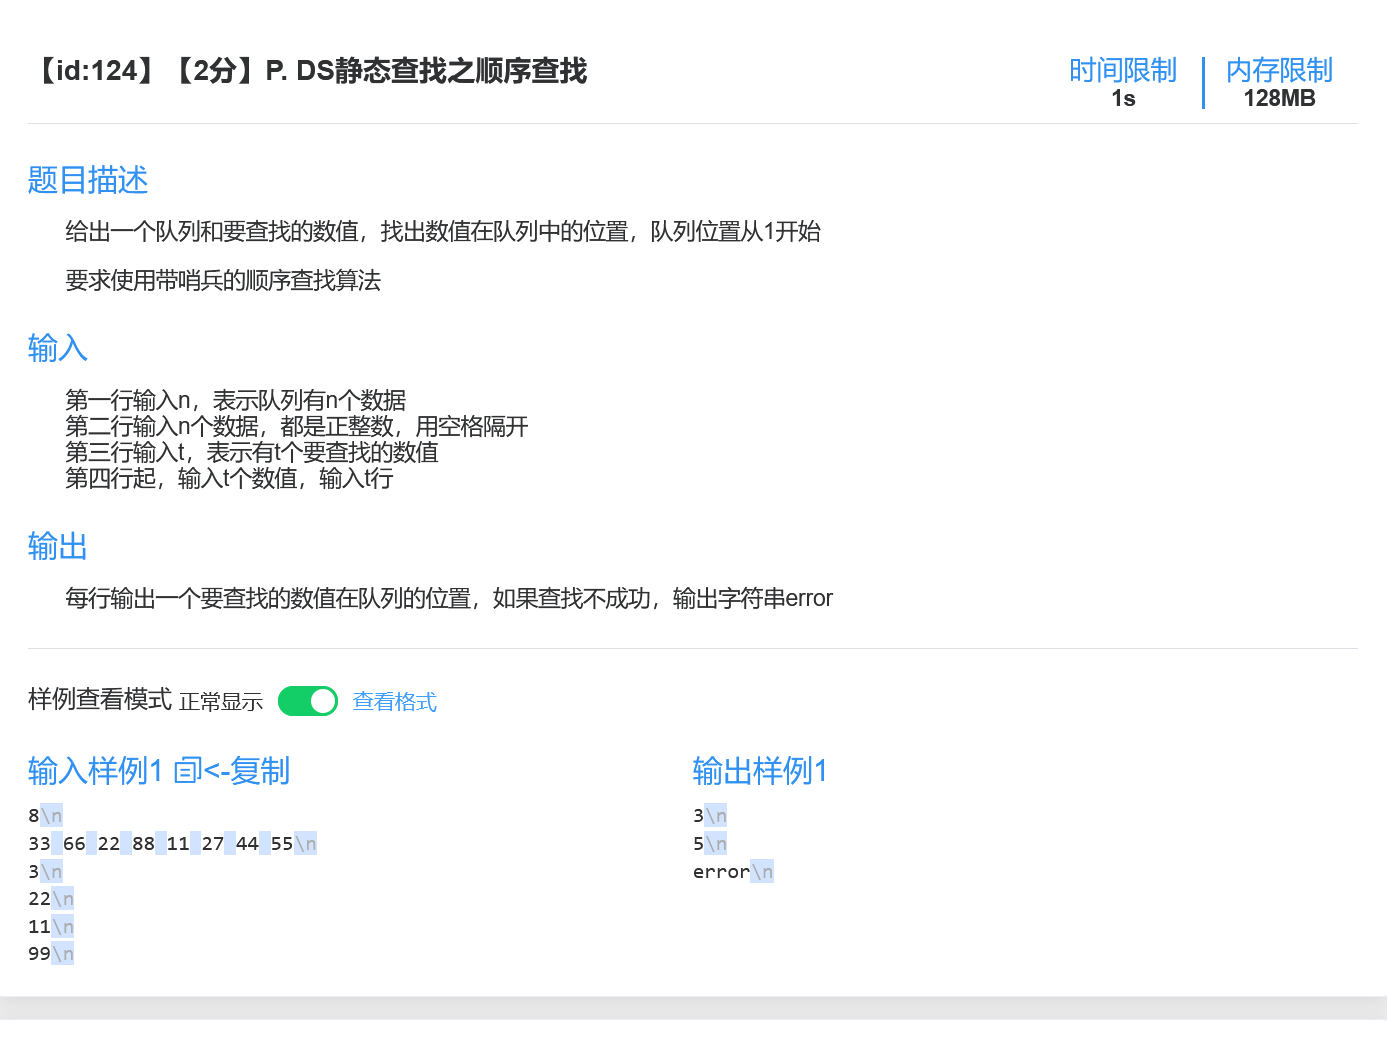 【id:124】【2分】P. DS静态查找之顺序查找
时间限制
1s
内存限制
128MB
题目描述
给出一个队列和要查找的数值，找出数值在队列中的位置，队列位置从1开始
要求使用带哨兵的顺序查找算法
输入
第一行输入n，表示队列有n个数据
第二行输入n个数据，都是正整数，用空格隔开
第三行输入t，表示有t个要查找的数值
第四行起，输入t个数值，输入t行
输出
每行输出一个要查找的数值在队列的位置，如果查找不成功，输出字符串error
样例查看模式 正常显示 查看格式
输入样例1 <-复制
8\n
33 66 22 88 11 27 44 55\n
3\n
22\n
11\n
99\n
输出样例1
3\n
5\n
error\n